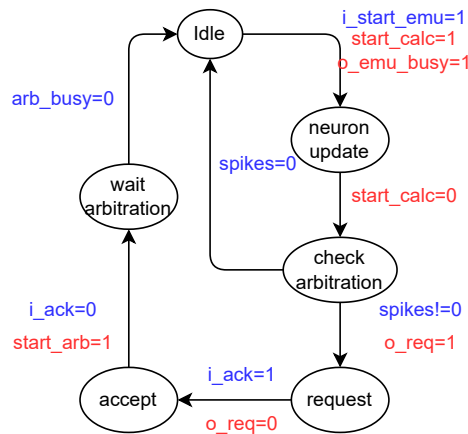 Idle
i_start_emu=1
start_calc=1
o_emu_busy=1
arb_busy=0
neuron
update
spikes=0
wait
arbitration
start_calc=0
check
arbitration
i_ack=0
start_arb=1
spikes!=0
o_req=1
i_ack=1
accept
request
o_req=0